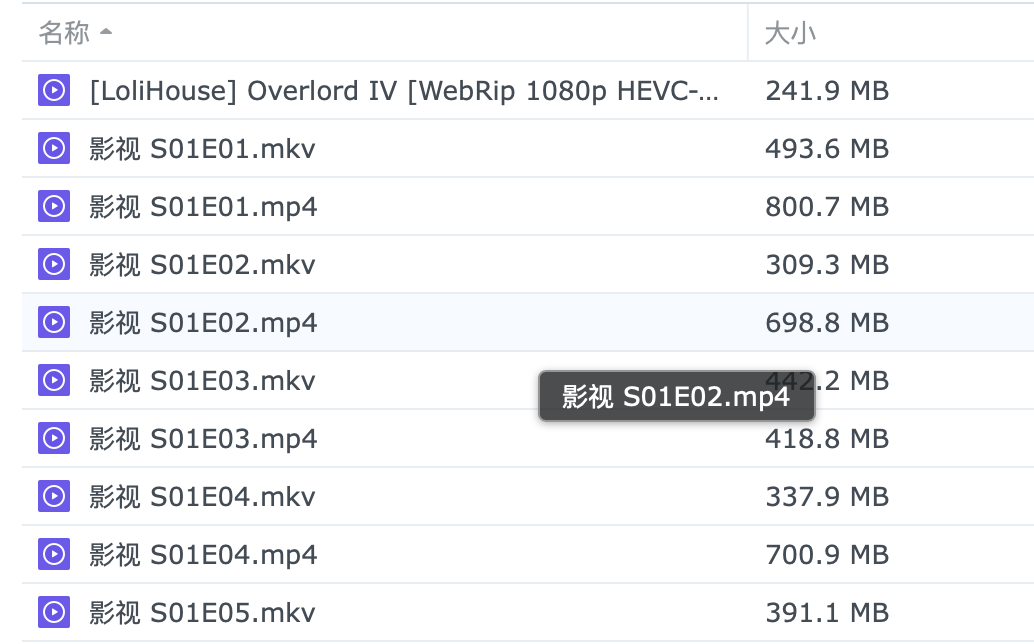 名称 大小
[LoliHouse] Overlord IV [WebRip 1080p HEVC-... 241.9 MB
影视 S01E01.mkv 493.6 MB
影视 S01E01.mp4 800.7 MB
影视 S01E02.mkv 309.3 MB
影视 S01E02.mp4 698.8 MB
影视 S01E03.mkv 442.2 MB
影视 S01E02.mp4
影视 S01E03.mp4 418.8 MB
影视 S01E04.mkv 337.9 MB
影视 S01E04.mp4 700.9 MB
影视 S01E05.mkv 391.1 MB